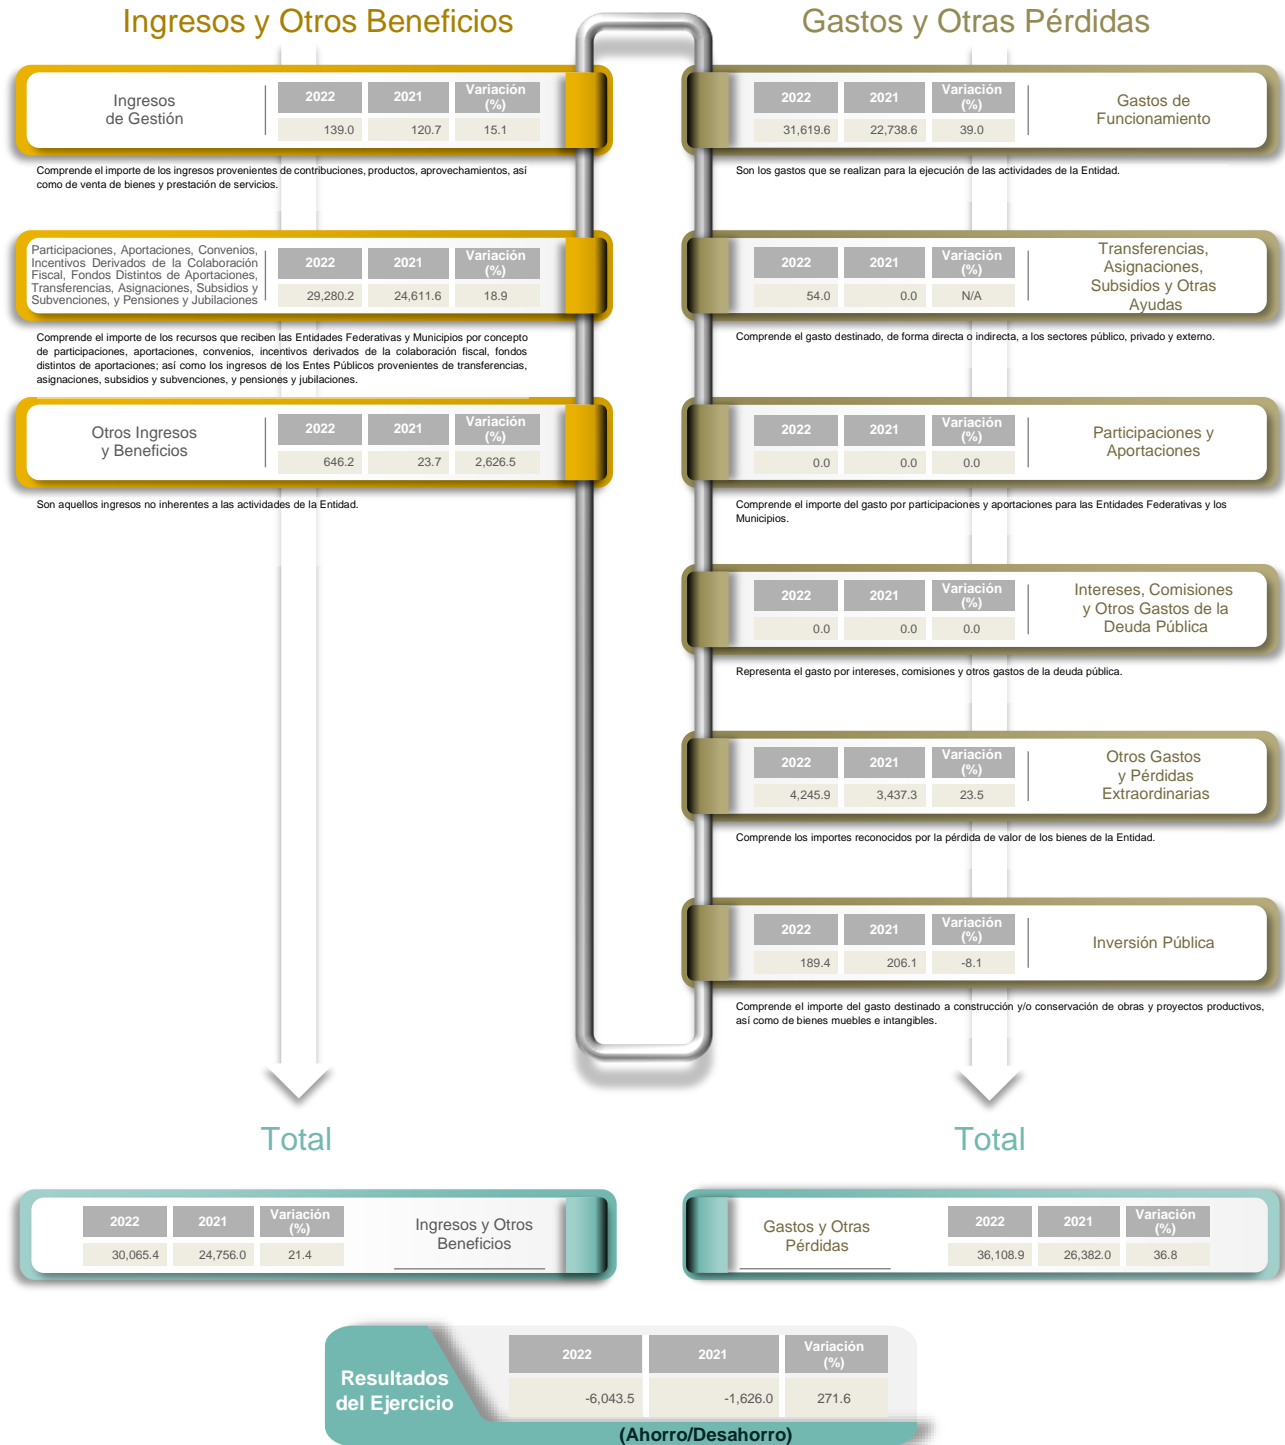 Ingresos y Otros Beneficios
Ingresos
de Gestión
2022 2021 Variación
(%)
139.0 120.7 15.1
Comprende el importe de los ingresos provenientes de contribuciones, productos, aprovechamientos, así
como de venta de bienes y prestación de servicios.
Participaciones, Aportaciones, Convenios,
Incentivos Derivados de la Colaboración
Fiscal, Fondos Distintos de Aportaciones,
Transferencias, Asignaciones, Subsidios y
Subvenciones, y Pensiones y Jubilaciones
2022 2021 Variación
(%)
29,280.2 24,611.6 18.9
Comprende el importe de los recursos que reciben las Entidades Federativas y Municipios por concepto
de participaciones, aportaciones, convenios, incentivos derivados de la colaboración fiscal, fondos
distintos de aportaciones; así como los ingresos de los Entes Públicos provenientes de transferencias,
asignaciones, subsidios y subvenciones, y pensiones y jubilaciones.
Otros Ingresos
y Beneficios
2022 2021 Variación
(%)
646.2 23.7 2,626.5
Son aquellos ingresos no inherentes a las actividades de la Entidad.
Total
2022 2021 Variación
(%)
30,065.4 24,756.0 21.4
Ingresos y Otros
Beneficios
Gastos y Otras Pérdidas
2022 2021 Variación
(%)
31,619.6 22,738.6 39.0
Gastos de
Funcionamiento
Son los gastos que se realizan para la ejecución de las actividades de la Entidad.
2022 2021 Variación
(%)
54.0 0.0 N/A
Transferencias,
Asignaciones,
Subsidios y Otras
Ayudas
Comprende el gasto destinado, de forma directa o indirecta, a los sectores público, privado y externo.
2022 2021 Variación
(%)
0.0 0.0 0.0
Participaciones y
Aportaciones
Comprende el importe del gasto por participaciones y aportaciones para las Entidades Federativas y los
Municipios.
2022 2021 Variación
(%)
0.0 0.0 0.0
Intereses, Comisiones
y Otros Gastos de la
Deuda Pública
Representa el gasto por intereses, comisiones y otros gastos de la deuda pública.
2022 2021 Variación
(%)
4,245.9 3,437.3 23.5
Otros Gastos
y Pérdidas
Extraordinarias
Comprende los importes reconocidos por la pérdida de valor de los bienes de la Entidad.
2022 2021 Variación
(%)
189.4 206.1 -8.1
Inversión Pública
Comprende el importe del gasto destinado a construcción y/o conservación de obras y proyectos productivos,
así como de bienes muebles e intangibles.
Total
Gastos y Otras
Pérdidas
2022 2021 Variación
(%)
36,108.9 26,382.0 36.8
Resultados
del Ejercicio
2022 2021 Variación
(%)
-6,043.5 -1,626.0 271.6
(Ahorro/Desahorro)